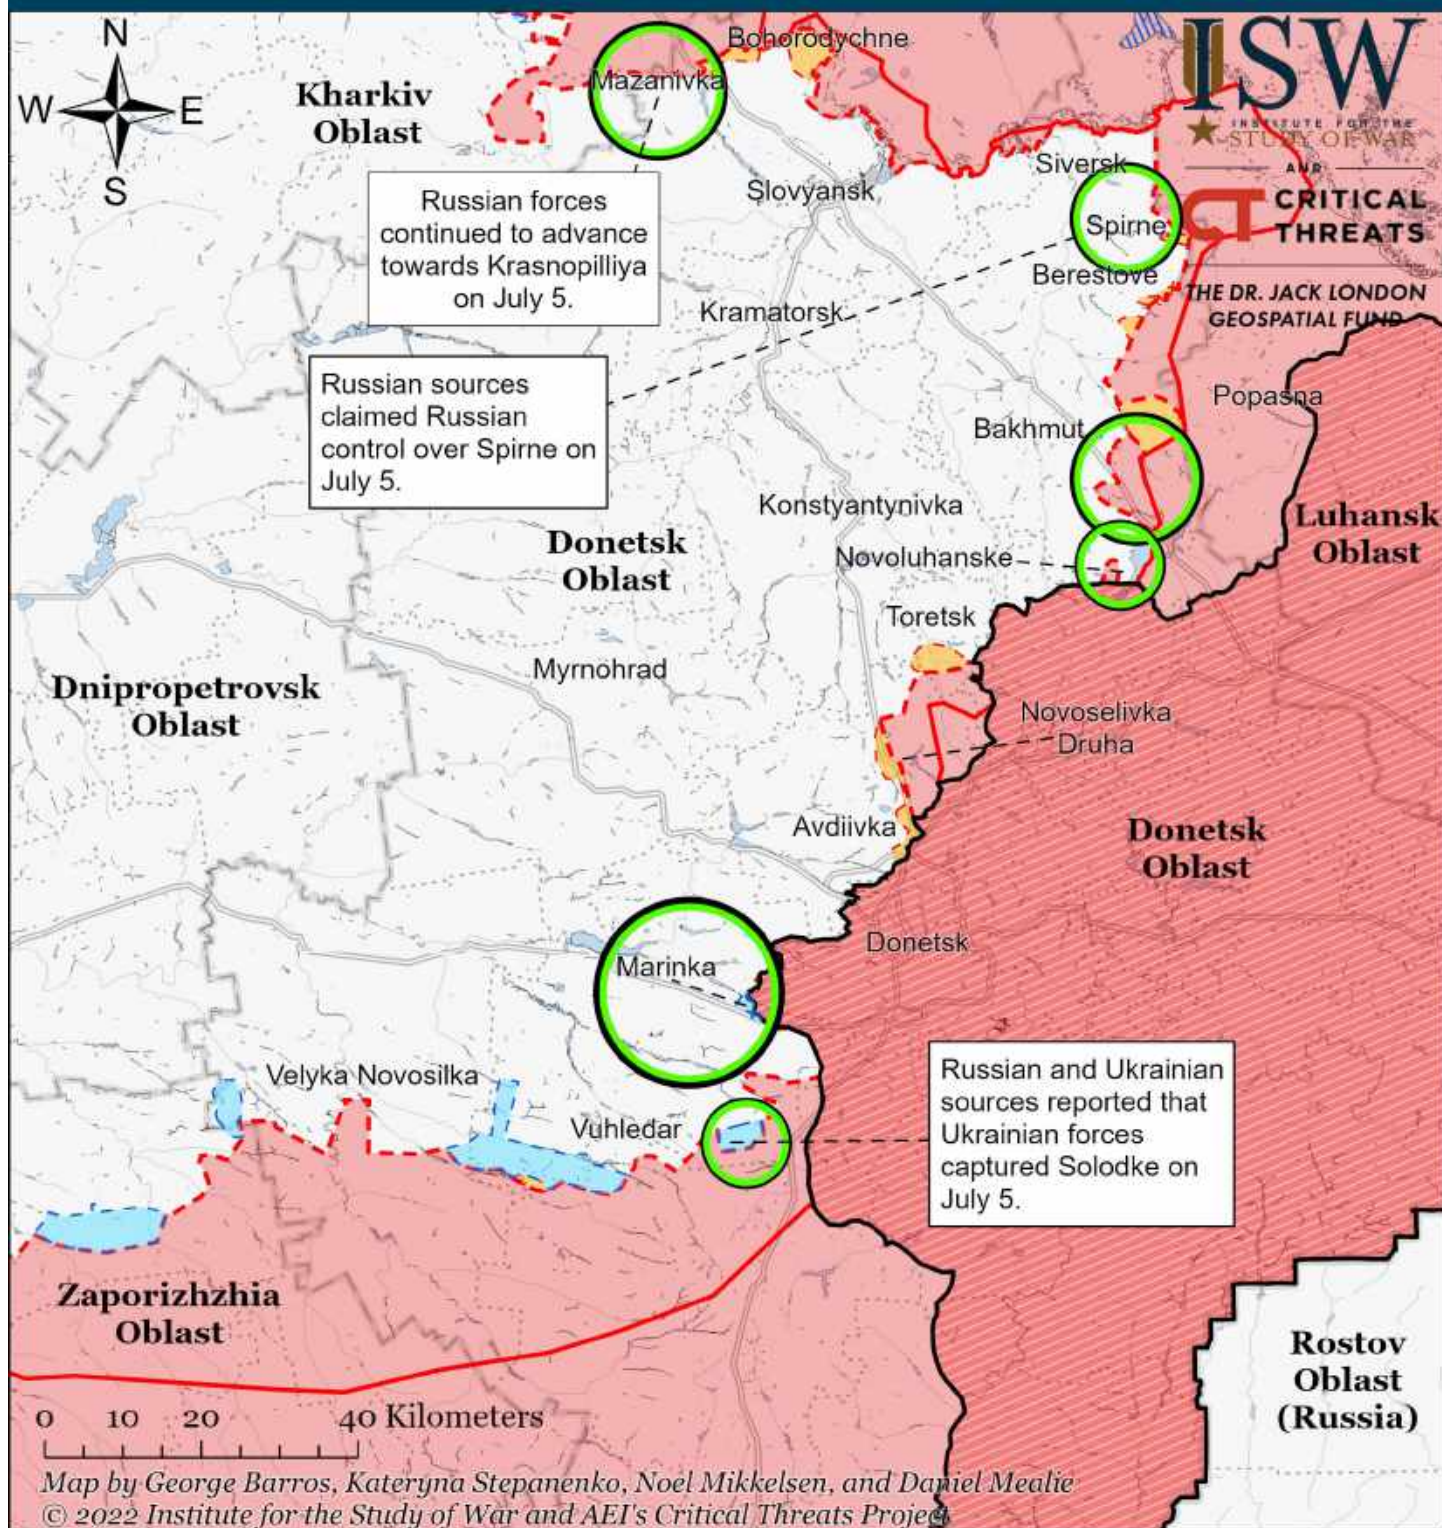 N
W
E
S
Kharkiv
Oblast
Bohorodychne
Mazanivka
ISW
INSTITUTE FOR THE
STUDY OF WAR
AND
CT CRITICAL
THREATS
THE DR. JACK LONDON
GEOSPATIAL FUND
Siversk
Slovyansk
Spirne
Berestove
Russian forces
continued to advance
towards Krasnopilliya
on July 5.
Kramatorsk
Russian sources
claimed Russian
control over Spirne on
July 5.
Popasna
Bakhmut
Konstyantynivka
Luhansk
Oblast
Donetsk
Oblast
Novoluhanske
Toretsk
Myrnohrad
Dnipropetrovsk
Oblast
Novoselivka
Druha
Avdiivka
Donetsk
Oblast
Donetsk
Marinka
Velyka Novosilka
Vuhledar
Russian and Ukrainian
sources reported that
Ukrainian forces
captured Solodke on
July 5.
Zaporizhzhia
Oblast
Rostov
Oblast
(Russia)
0 10 20 40 Kilometers
Map by George Barros, Kateryna Stepanenko, Noel Mikkelsen, and Daniel Mealie
© 2022 Institute for the Study of War and AEI's Critical Threats Project